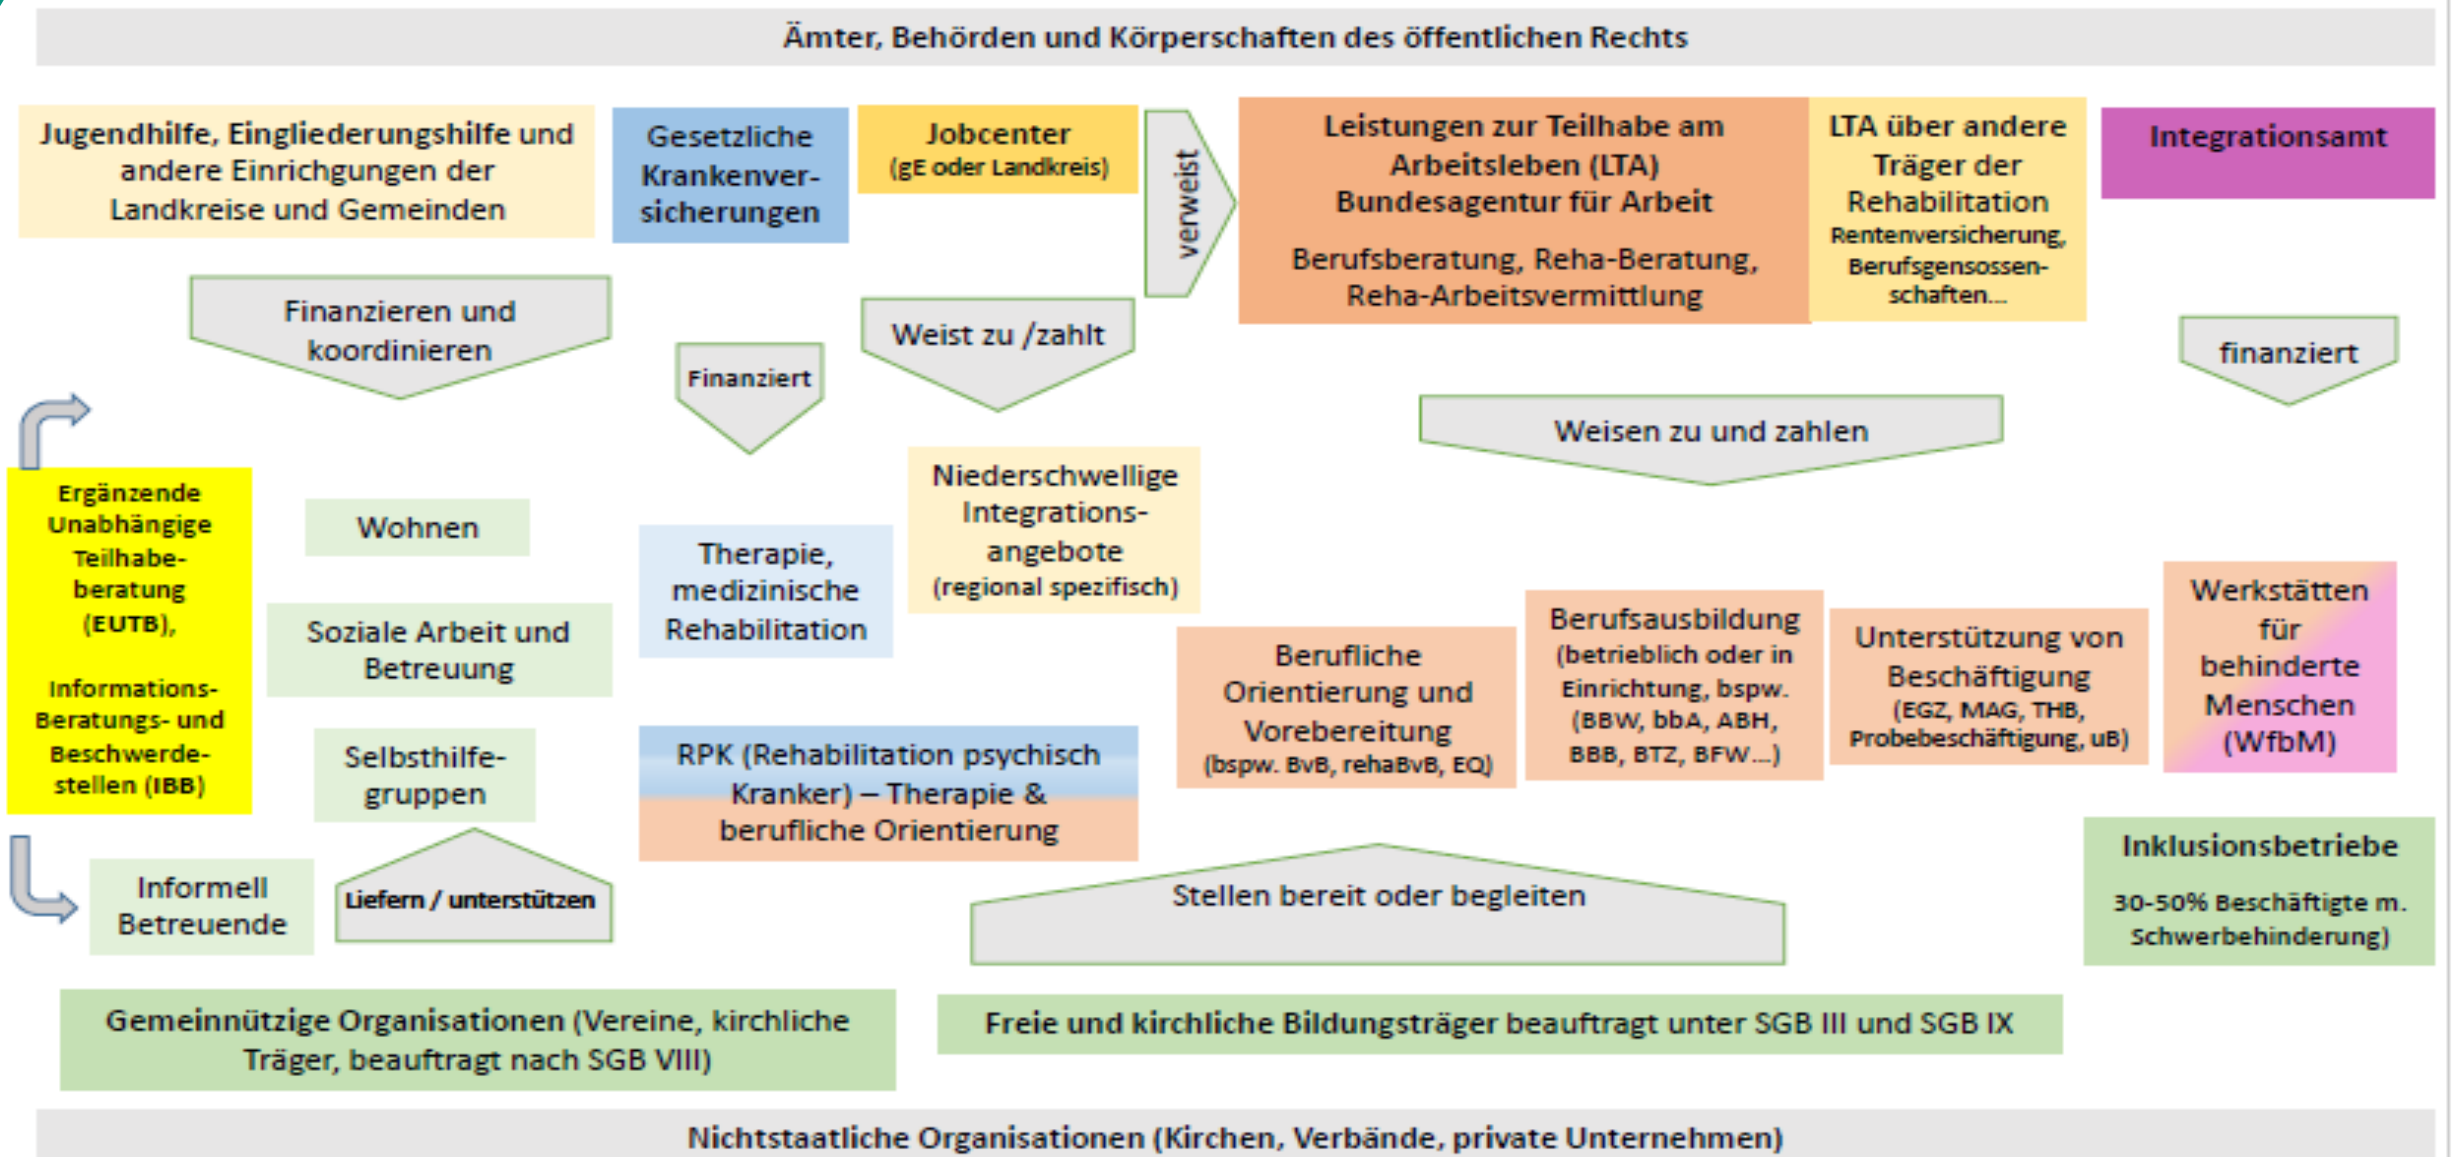 Ämter, Behörden und Körperschaften des öffentlichen Rechts
Jugendhilfe, Eingliederungshilfe und
andere Einrichgungen der
Landkreise und Gemeinden
Gesetzliche
Krankenver-
sicherungen
Jobcenter
(gE oder Landkreis)
verweist
Leistungen zur Teilhabe am
Arbeitsleben (LTA)
Bundesagentur für Arbeit
Berufsberatung, Reha-Beratung,
Reha-Arbeitsvermittlung
LTA über andere
Träger der
Rehabilitation
Rentenversicherung,
Berufsgensossen-
schaften...
Integrationsamt
Finanzieren und
koordinieren
Finanziert
Weist zu /zahlt
Weisen zu und zahlen
finanziert
Ergänzende
Unabhängige
Teilhabe-
beratung
(EUTB),
Informations-
Beratungs- und
Beschwerde-
stellen (IBB)
Wohnen
Soziale Arbeit und
Betreuung
Selbsthilfe-
gruppen
Informell
Betreuende
Liefern / unterstützen
Therapie,
medizinische
Rehabilitation
Niederschwellige
Integrations-
angebote
(regional spezifisch)
RPK (Rehabilitation psychisch
Kranker) – Therapie &
berufliche Orientierung
Berufliche
Orientierung und
Vorebereitung
(bspw. BvB, rehaBvB, EQ)
Berufsausbildung
(betrieblich oder in
Einrichtung, bspw.
(BBW, bbA, ABH,
BBB, BTZ, BFW...)
Unterstützung von
Beschäftigung
(EGZ, MAG, THB,
Probebeschäftigung, uB)
Werkstätten
für
behinderte
Menschen
(WfbM)
Stellen bereit oder begleiten
Inklusionsbetriebe
30-50% Beschäftigte m.
Schwerbehinderung)
Gemeinnützige Organisationen (Vereine, kirchliche
Träger, beauftragt nach SGB VIII)
Freie und kirchliche Bildungsträger beauftragt unter SGB III und SGB IX
Nichtstaatliche Organisationen (Kirchen, Verbände, private Unternehmen)